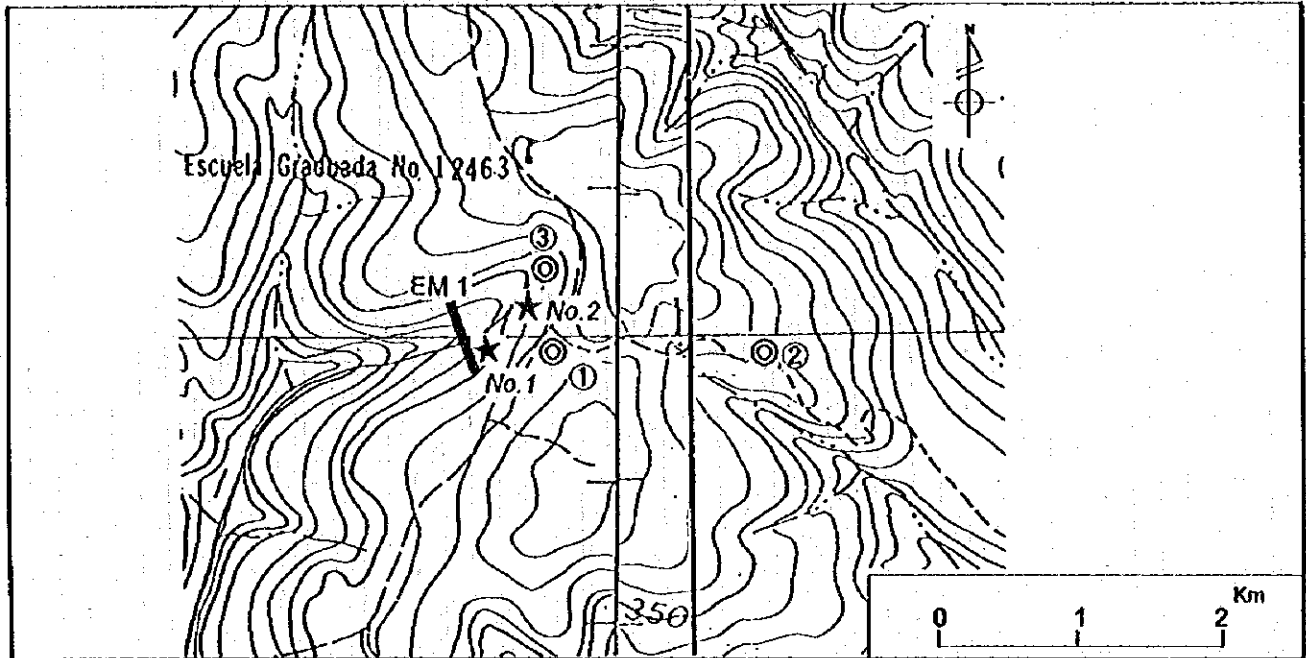 N
Escuela Graduada No 12463
③
EM 1
No.2
②
No.1
①
350
Km
0 1 2